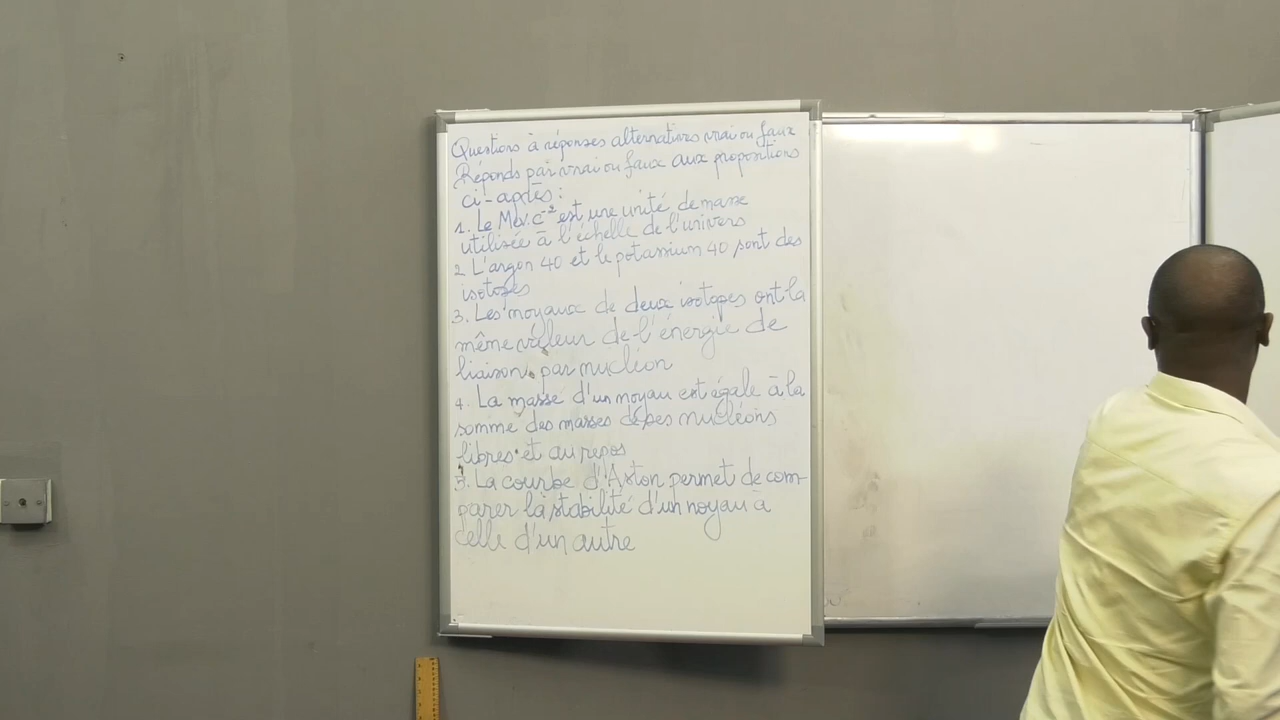 Questions à réponses alternatives vrai ou faux
Réponds par vrai ou faux aux propositions
ci-après :
1. Le Mev.c⁻² est une unité de masse
utilisée à l'échelle de l'univers
2 L'argon 40 et le potassium 40 sont des
isotopes
3. Les noyaux de deux isotopes ont la
même valeur de l'énergie de
liaison par nucléon
4. La masse d'un noyau est égale à la
somme des masses de ses nucléons
libres et au repos
5. La courbe d'Aston permet de com-
parer la stabilité d'un noyau à
celle d'un autre